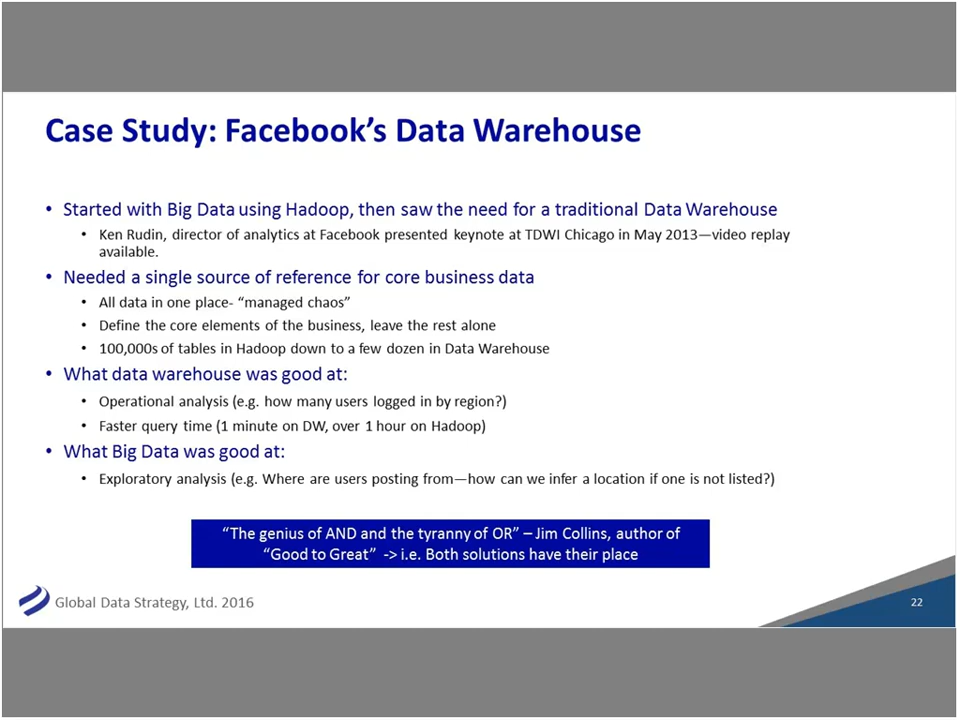 Case Study: Facebook's Data Warehouse
• Started with Big Data using Hadoop, then saw the need for a traditional Data Warehouse
• Ken Rudin, director of analytics at Facebook presented keynote at TDWI Chicago in May 2013—video replay
available.
• Needed a single source of reference for core business data
• All data in one place- “managed chaos”
• Define the core elements of the business, leave the rest alone
• 100,000s of tables in Hadoop down to a few dozen in Data Warehouse
• What data warehouse was good at:
• Operational analysis (e.g. how many users logged in by region?)
• Faster query time (1 minute on DW, over 1 hour on Hadoop)
• What Big Data was good at:
• Exploratory analysis (e.g. Where are users posting from—how can we infer a location if one is not listed?)
“The genius of AND and the tyranny of OR” – Jim Collins, author of
“Good to Great” -> i.e. Both solutions have their place
Global Data Strategy, Ltd. 2016
22